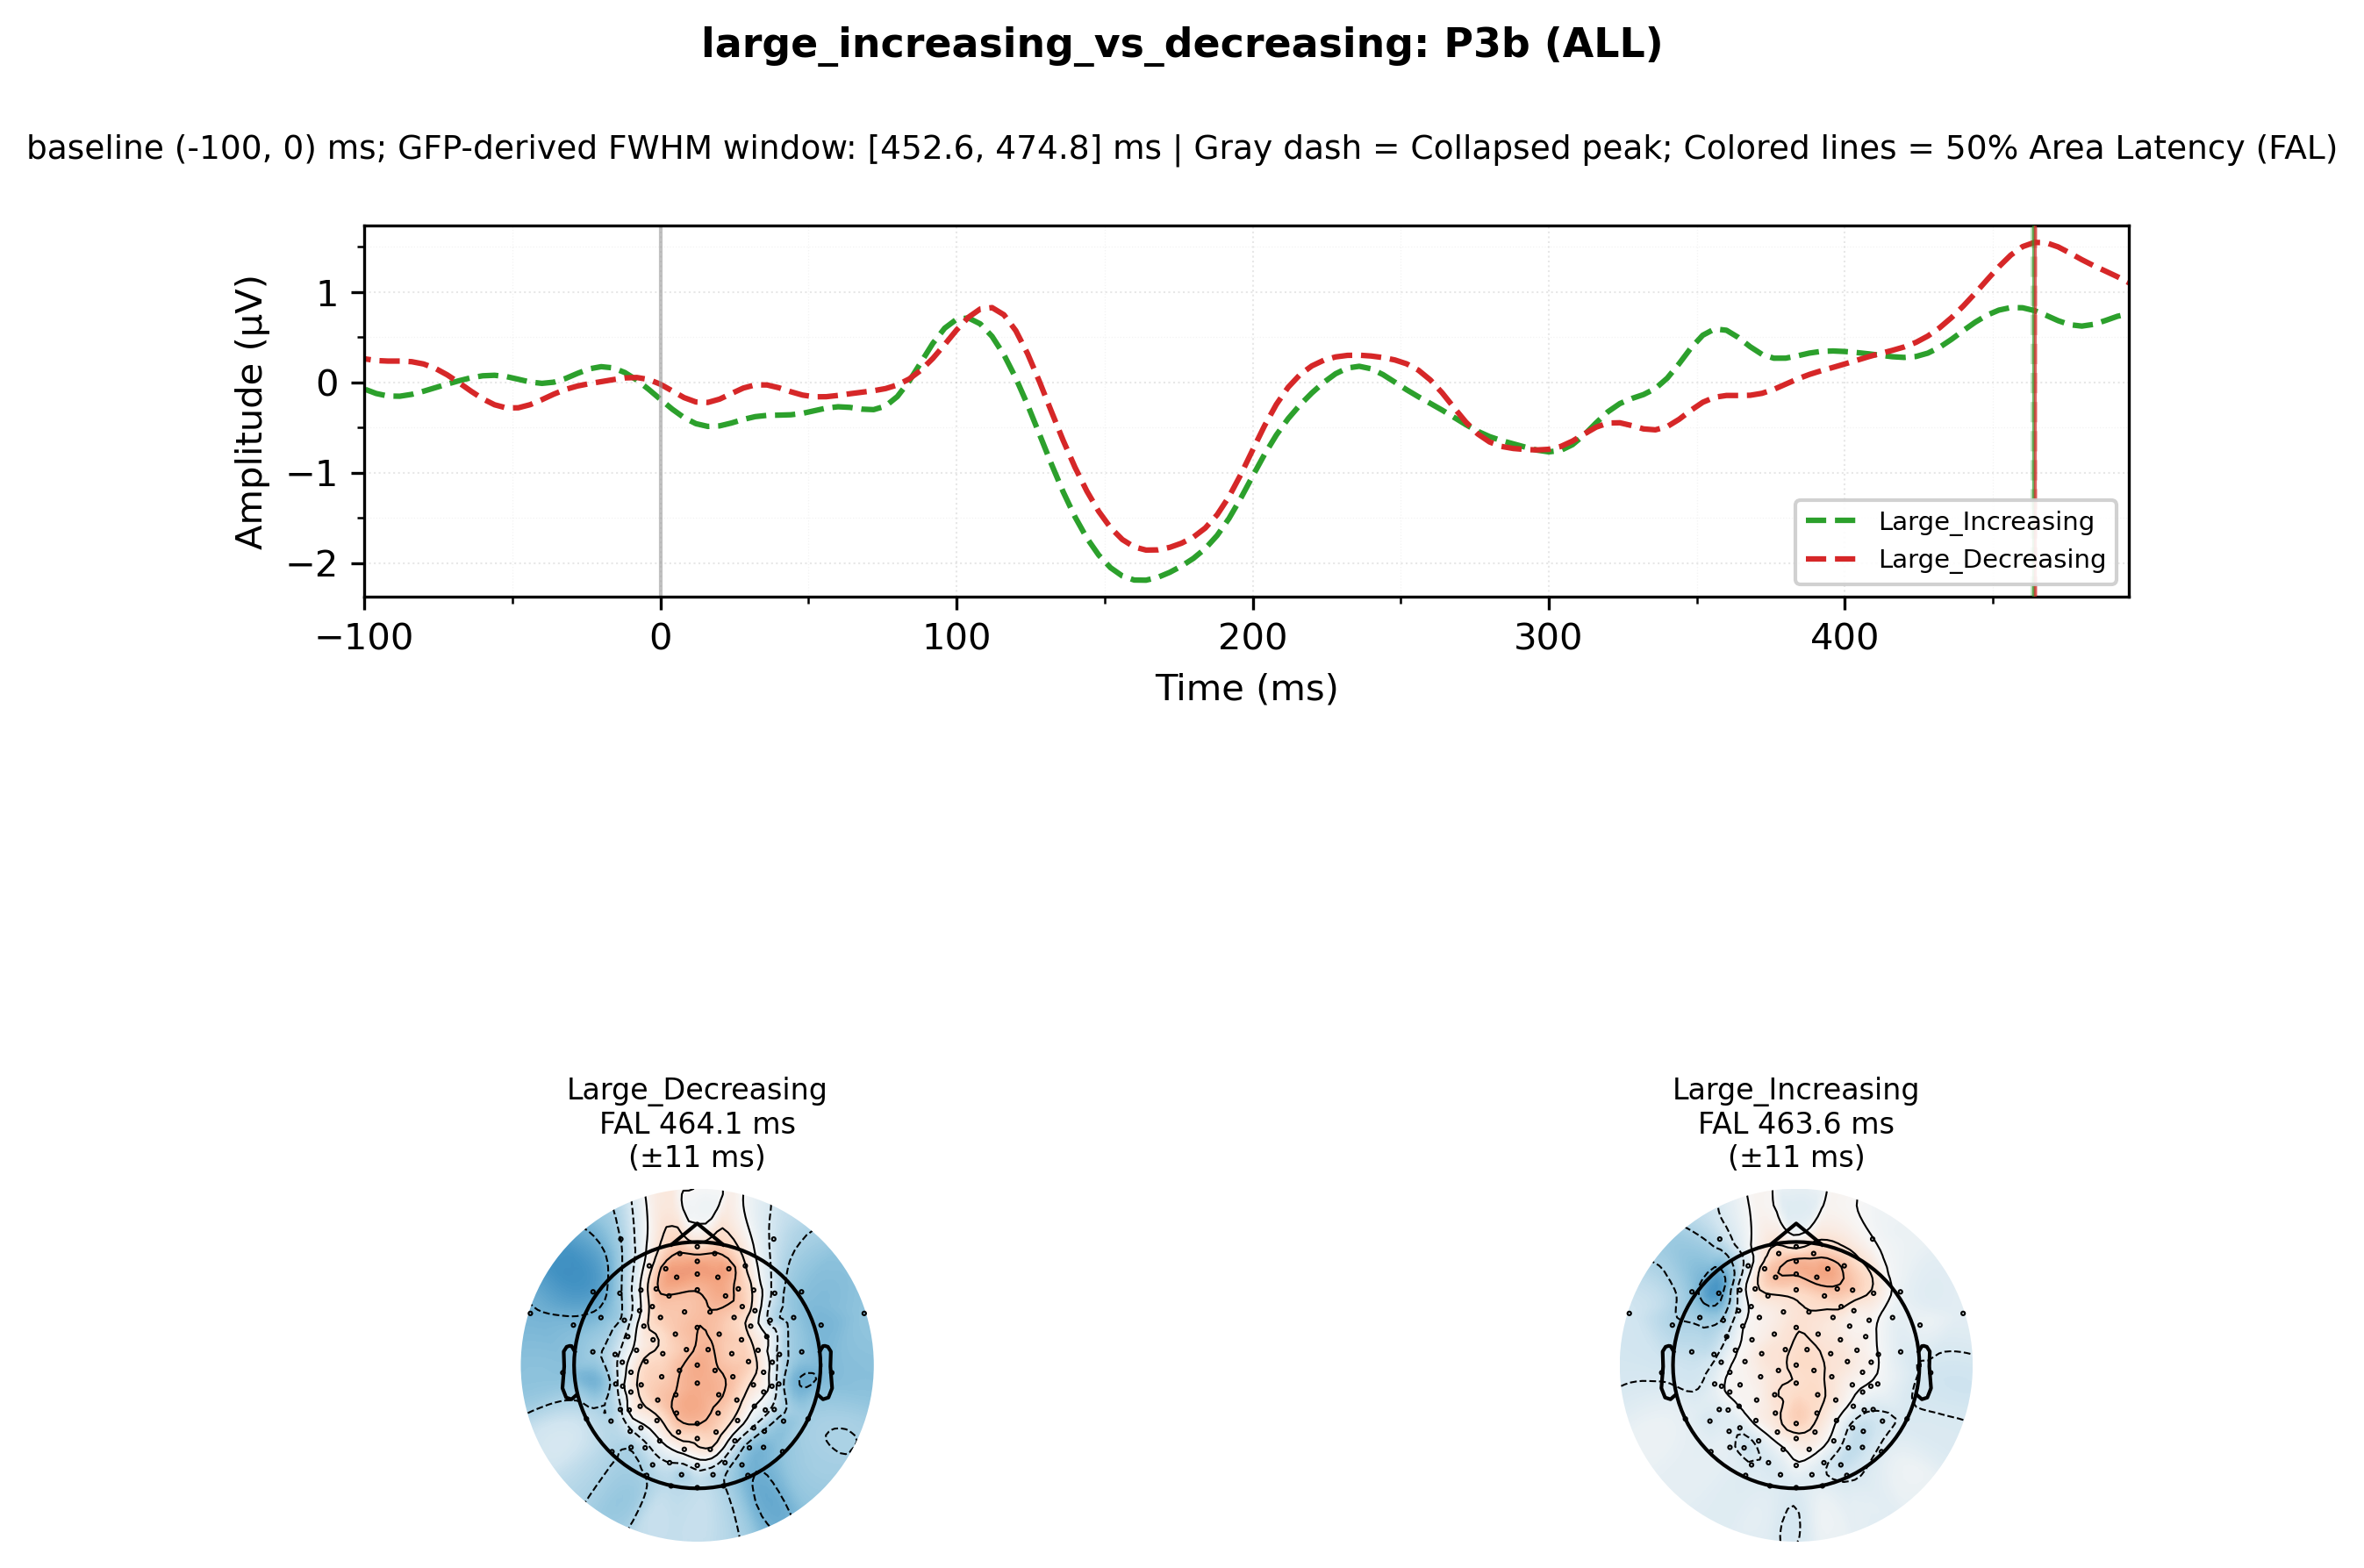 large_increasing_vs_decreasing: P3b (ALL)
baseline (-100, 0) ms; GFP-derived FWHM window: [452.6, 474.8] ms | Gray dash = Collapsed peak; Colored lines = 50% Area Latency (FAL)
Amplitude (µV)
1
0
−1
−2
Large_Increasing
Large_Decreasing
−100 0 100 200 300 400
Time (ms)
Large_Decreasing
FAL 464.1 ms
(±11 ms)
Large_Increasing
FAL 463.6 ms
(±11 ms)